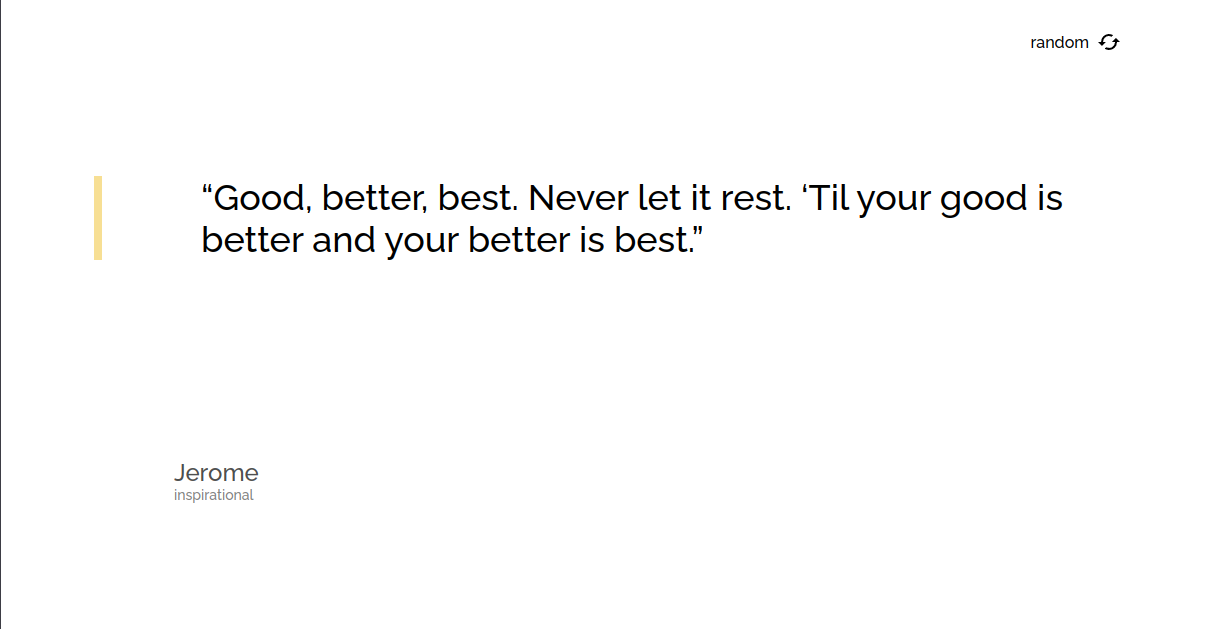 random
“Good, better, best. Never let it rest. ‘Til your good is
better and your better is best.”
Jerome
inspirational